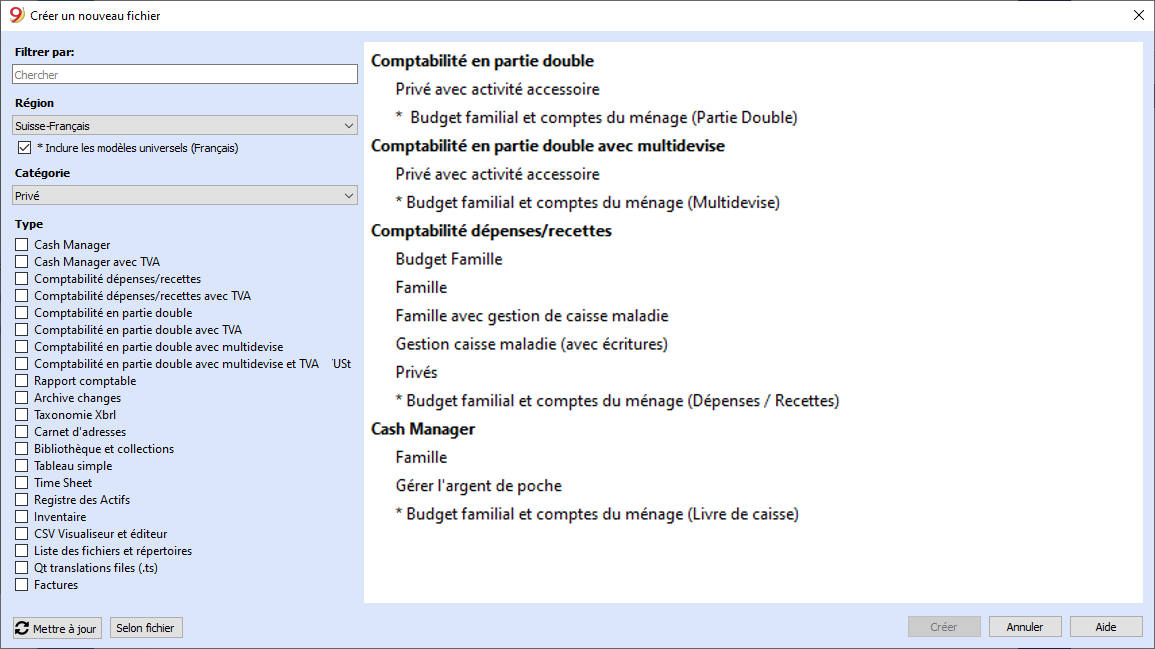 Créer un nouveau fichier
Filtrer par:
Chercher
Région
Suisse-Français
* Inclure les modèles universels (Français)
Catégorie
Privé
Type
Cash Manager
Cash Manager avec TVA
Comptabilité dépenses/recettes
Comptabilité dépenses/recettes avec TVA
Comptabilité en partie double
Comptabilité en partie double avec TVA
Comptabilité en partie double avec multidevise
Comptabilité en partie double avec multidevise et TVA 'USt
Rapport comptable
Archive changes
Taxonomie Xbrl
Carnet d'adresses
Bibliothèque et collections
Tableau simple
Time Sheet
Registre des Actifs
Inventaire
CSV Visualiseur et éditeur
Liste des fichiers et répertoires
Qt translations files (.ts)
Factures
Comptabilité en partie double
Privé avec activité accessoire
* Budget familial et comptes du ménage (Partie Double)
Comptabilité en partie double avec multidevise
Privé avec activité accessoire
* Budget familial et comptes du ménage (Multidevise)
Comptabilité dépenses/recettes
Budget Famille
Famille
Famille avec gestion de caisse maladie
Gestion caisse maladie (avec écritures)
Privés
* Budget familial et comptes du ménage (Dépenses / Recettes)
Cash Manager
Famille
Gérer l'argent de poche
* Budget familial et comptes du ménage (Livre de caisse)
Mettre à jour
Selon fichier
Créer
Annuler
Aide